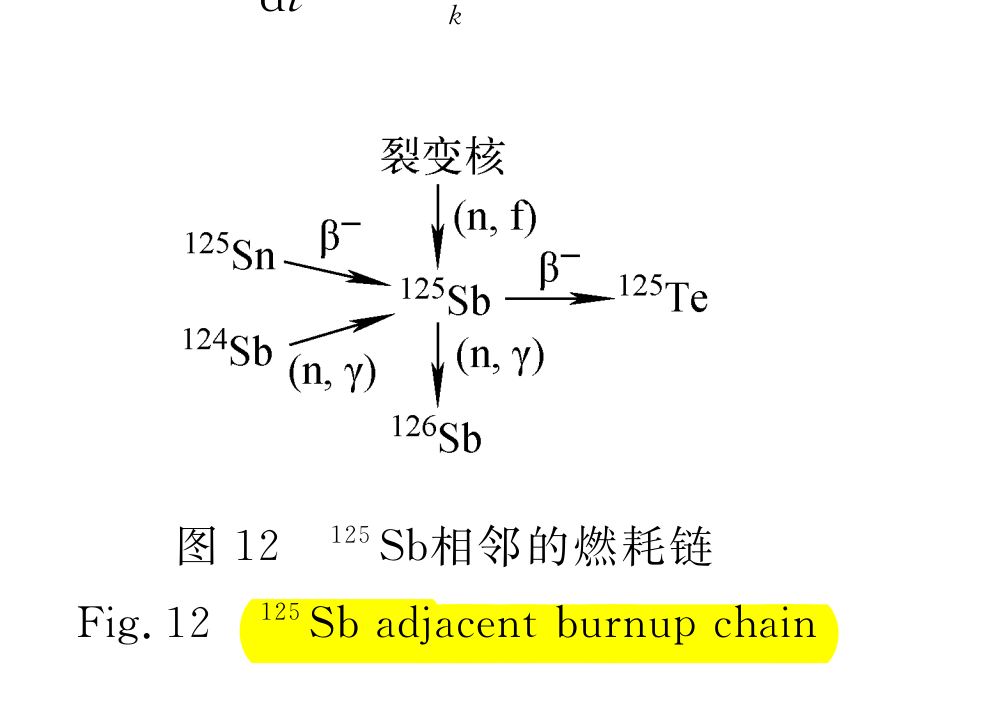 k
裂变核
(n, f)
¹²⁵Sn
β⁻
¹²⁵Sb
β⁻
¹²⁵Te
¹²⁴Sb
(n, γ)
(n, γ)
¹²⁶Sb
图 12 ¹²⁵Sb相邻的燃耗链
Fig. 12 ¹²⁵Sb adjacent burnup chain